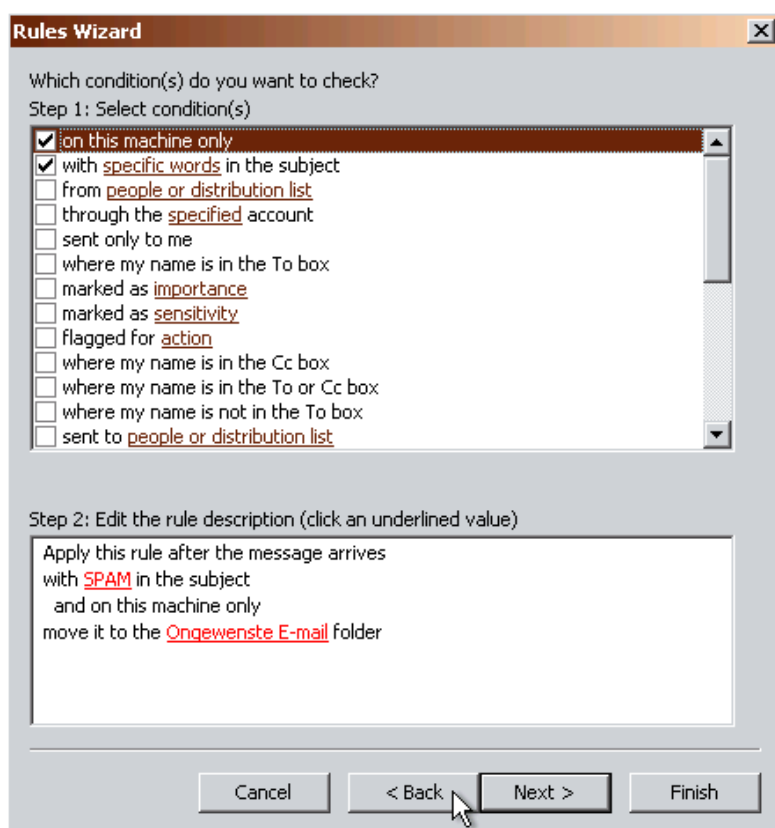 Rules Wizard
Which condition(s) do you want to check?
Step 1: Select condition(s)
on this machine only
with specific words in the subject
from people or distribution list
through the specified account
sent only to me
where my name is in the To box
marked as importance
marked as sensitivity
flagged for action
where my name is in the Cc box
where my name is in the To or Cc box
where my name is not in the To box
sent to people or distribution list
Step 2: Edit the rule description (click an underlined value)
Apply this rule after the message arrives
with SPAM in the subject
and on this machine only
move it to the Ongewenste E-mail folder
Cancel < Back Next > Finish